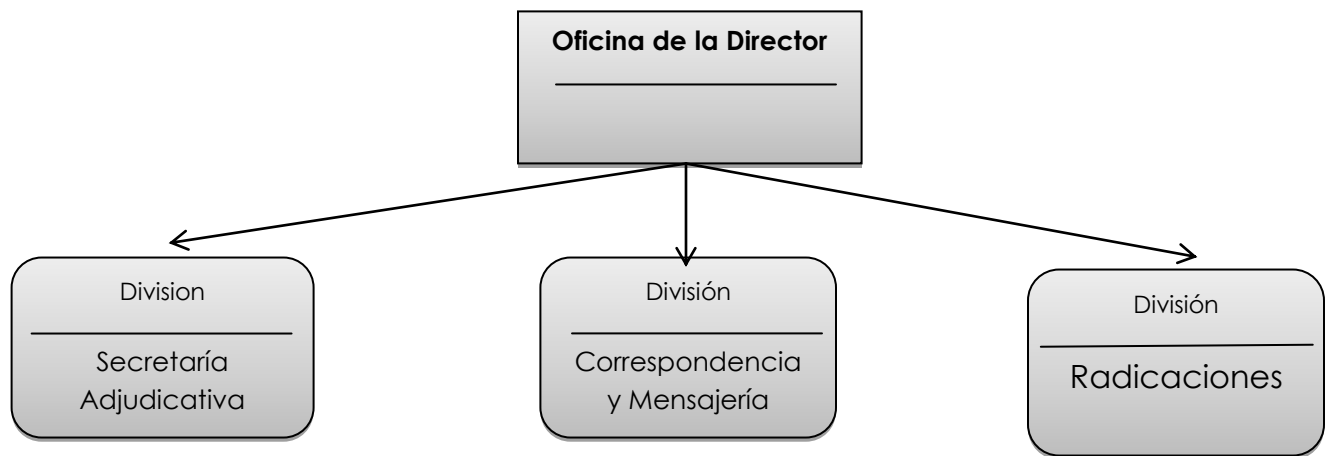 Oficina de la Director
Division
Secretaría
Adjudicativa
División
Correspondencia
y Mensajería
División
Radicaciones